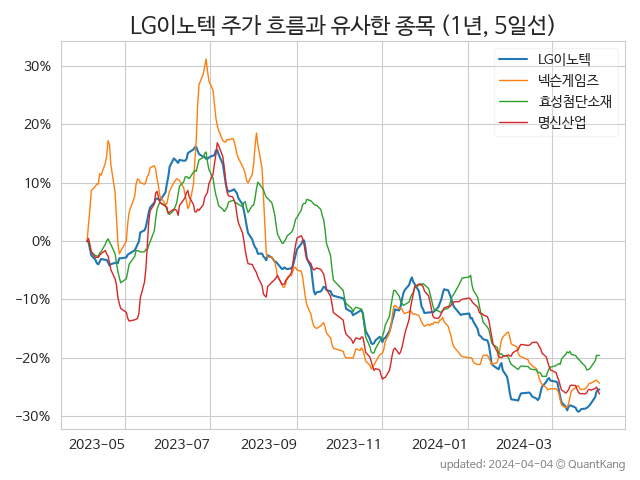 LG이노텍 주가 흐름과 유사한 종목 (1년, 5일선)
LG이노텍
넥슨게임즈
효성첨단소재
명신산업
30%
20%
10%
0%
−10%
−20%
−30%
2023−05
2023−07
2023−09
2023−11
2024−01
2024−03
updated: 2024-04-04 © QuantKang